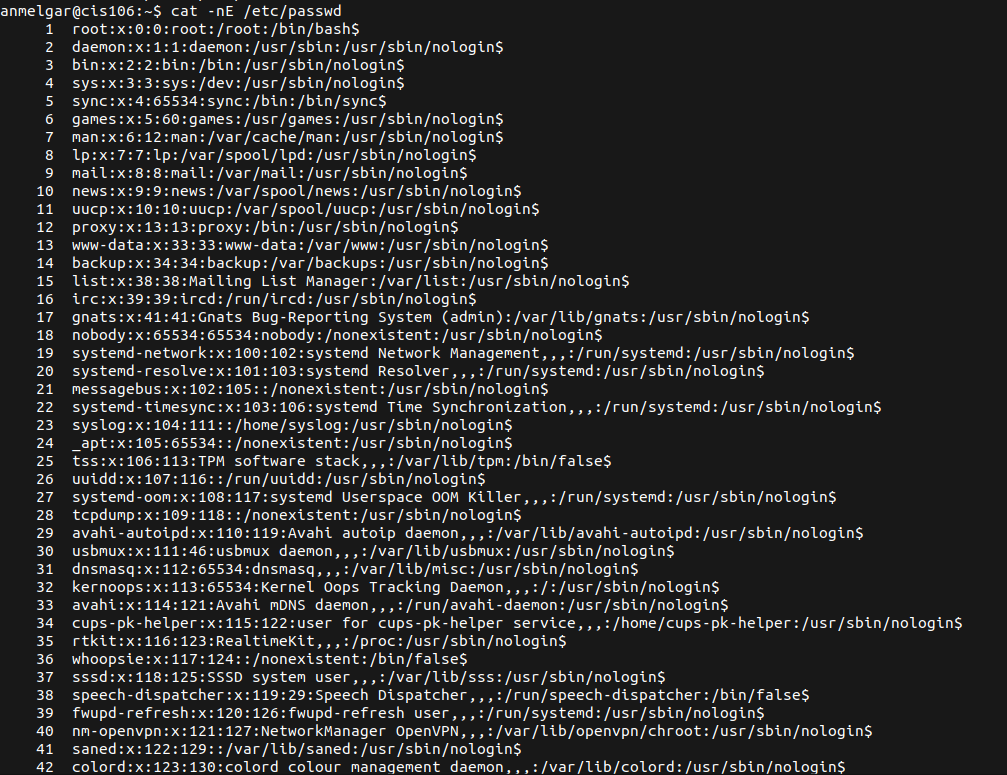 anmelgar@cis106:~$ cat -nE /etc/passwd
     1  root:x:0:0:root:/root:/bin/bash$
     2  daemon:x:1:1:daemon:/usr/sbin:/usr/sbin/nologin$
     3  bin:x:2:2:bin:/bin:/usr/sbin/nologin$
     4  sys:x:3:3:sys:/dev:/usr/sbin/nologin$
     5  sync:x:4:65534:sync:/bin:/bin/sync$
     6  games:x:5:60:games:/usr/games:/usr/sbin/nologin$
     7  man:x:6:12:man:/var/cache/man:/usr/sbin/nologin$
     8  lp:x:7:7:lp:/var/spool/lpd:/usr/sbin/nologin$
     9  mail:x:8:8:mail:/var/mail:/usr/sbin/nologin$
    10  news:x:9:9:news:/var/spool/news:/usr/sbin/nologin$
    11  uucp:x:10:10:uucp:/var/spool/uucp:/usr/sbin/nologin$
    12  proxy:x:13:13:proxy:/bin:/usr/sbin/nologin$
    13  www-data:x:33:33:www-data:/var/www:/usr/sbin/nologin$
    14  backup:x:34:34:backup:/var/backups:/usr/sbin/nologin$
    15  list:x:38:38:Mailing List Manager:/var/list:/usr/sbin/nologin$
    16  irc:x:39:39:ircd:/run/ircd:/usr/sbin/nologin$
    17  gnats:x:41:41:Gnats Bug-Reporting System (admin):/var/lib/gnats:/usr/sbin/nologin$
    18  nobody:x:65534:65534:nobody:/nonexistent:/usr/sbin/nologin$
    19  systemd-network:x:100:102:systemd Network Management,,,:/run/systemd:/usr/sbin/nologin$
    20  systemd-resolve:x:101:103:systemd Resolver,,,:/run/systemd:/usr/sbin/nologin$
    21  messagebus:x:102:105::/nonexistent:/usr/sbin/nologin$
    22  systemd-timesync:x:103:106:systemd Time Synchronization,,,:/run/systemd:/usr/sbin/nologin$
    23  syslog:x:104:111::/home/syslog:/usr/sbin/nologin$
    24  _apt:x:105:65534::/nonexistent:/usr/sbin/nologin$
    25  tss:x:106:113:TPM software stack,,,:/var/lib/tpm:/bin/false$
    26  uuidd:x:107:116::/run/uuidd:/usr/sbin/nologin$
    27  systemd-oom:x:108:117:systemd Userspace OOM Killer,,,:/run/systemd:/usr/sbin/nologin$
    28  tcpdump:x:109:118::/nonexistent:/usr/sbin/nologin$
    29  avahi-autoipd:x:110:119:Avahi autoip daemon,,,:/var/lib/avahi-autoipd:/usr/sbin/nologin$
    30  usbmux:x:111:46:usbmux daemon,,,:/var/lib/usbmux:/usr/sbin/nologin$
    31  dnsmasq:x:112:65534:dnsmasq,,,:/var/lib/misc:/usr/sbin/nologin$
    32  kernoops:x:113:65534:Kernel Oops Tracking Daemon,,,:/:/usr/sbin/nologin$
    33  avahi:x:114:121:Avahi mDNS daemon,,,:/run/avahi-daemon:/usr/sbin/nologin$
    34  cups-pk-helper:x:115:122:user for cups-pk-helper service,,,:/home/cups-pk-helper:/usr/sbin/nologin$
    35  rtkit:x:116:123:RealtimeKit,,,:/proc:/usr/sbin/nologin$
    36  whoopsie:x:117:124::/nonexistent:/bin/false$
    37  sssd:x:118:125:SSSD system user,,,:/var/lib/sss:/usr/sbin/nologin$
    38  speech-dispatcher:x:119:29:Speech Dispatcher,,,:/run/speech-dispatcher:/bin/false$
    39  fwupd-refresh:x:120:126:fwupd-refresh user,,,:/run/systemd:/usr/sbin/nologin$
    40  nm-openvpn:x:121:127:NetworkManager OpenVPN,,,:/var/lib/openvpn/chroot:/usr/sbin/nologin$
    41  saned:x:122:129::/var/lib/saned:/usr/sbin/nologin$
    42  colord:x:123:130:colord colour management daemon,,,:/var/lib/colord:/usr/sbin/nologin$